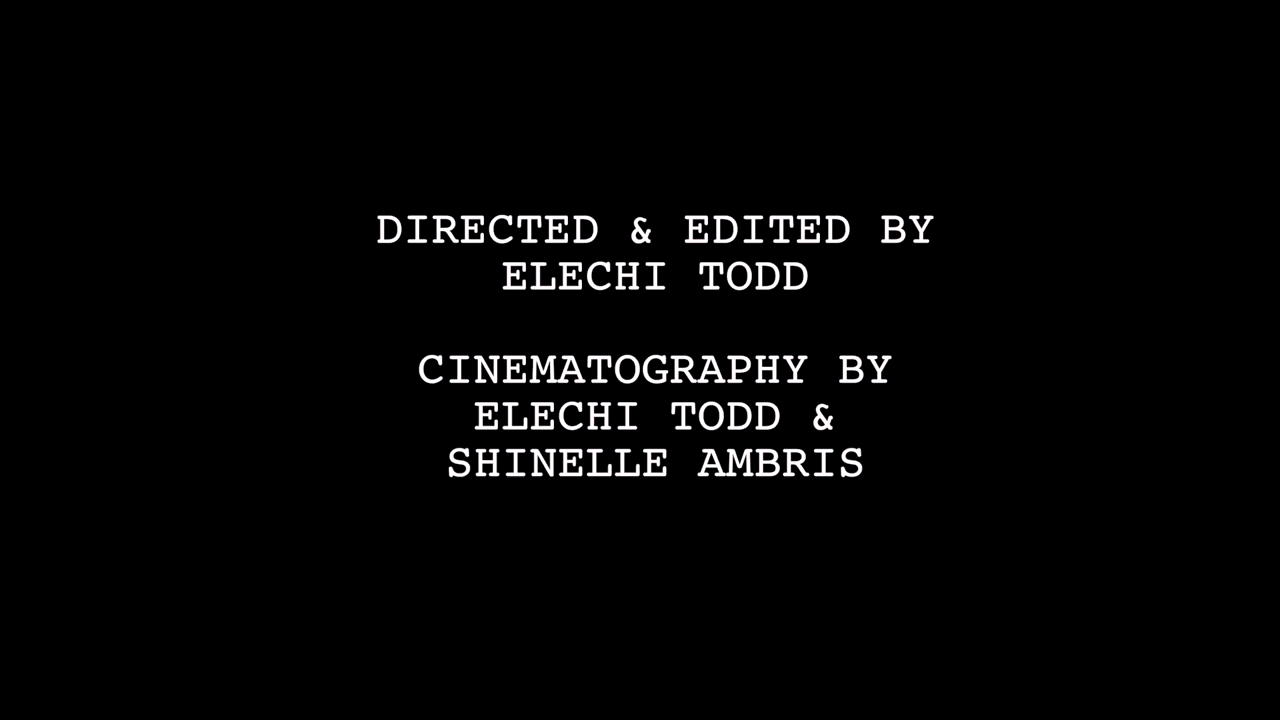 DIRECTED & EDITED BY
ELECHI TODD
CINEMATOGRAPHY BY
ELECHI TODD &
SHINELLE AMBRIS